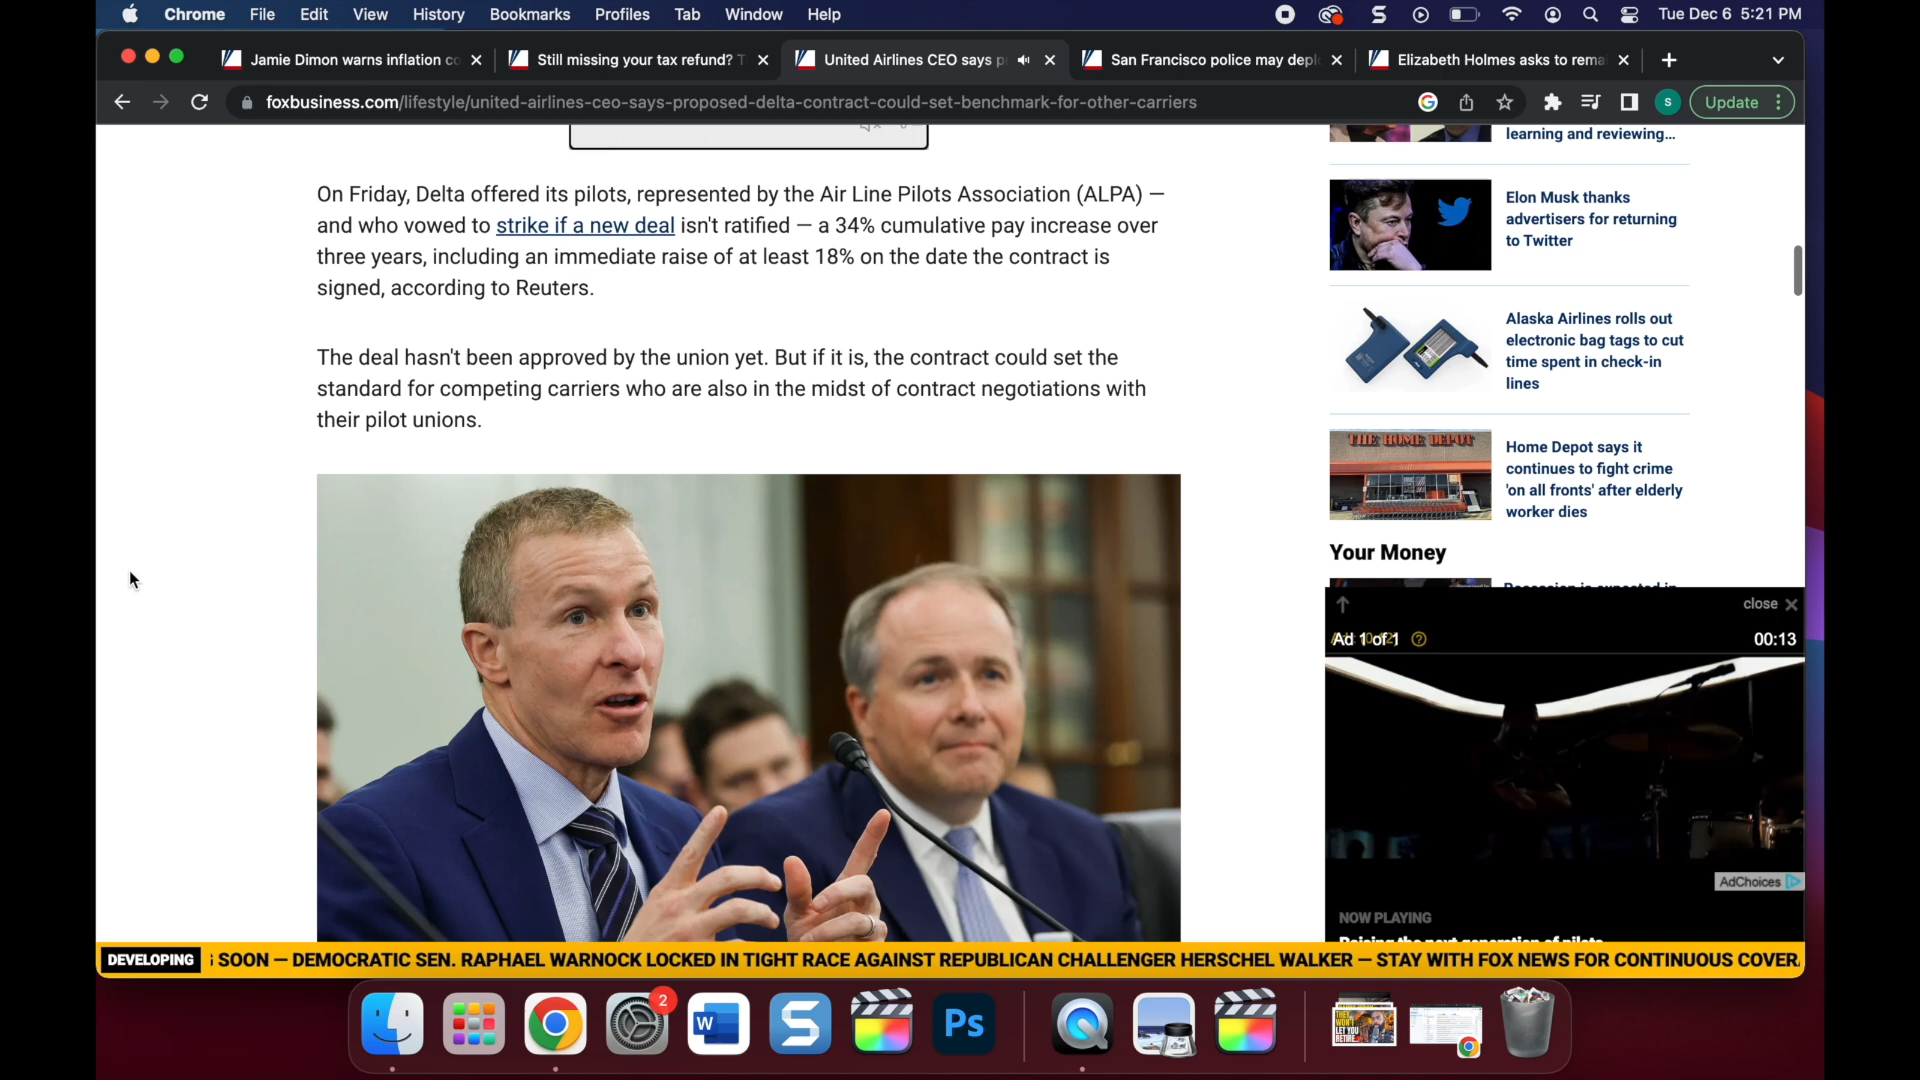 Chrome File Edit View History Bookmarks Profiles Tab Window Help
Tue Dec 6 5:21 PM
Jamie Dimon warns inflation
Still missing your tax refund?
United Airlines CEO says
San Francisco police may
Elizabeth Holmes asks to
foxbusiness.com/lifestyle/united-airlines-ceo-says-proposed-delta-contract-could-set-benchmark-for-other-carriers
S
Update
On Friday, Delta offered its pilots, represented by the Air Line Pilots Association (ALPA) —
and who vowed to strike if a new deal isn't ratified — a 34% cumulative pay increase over
three years, including an immediate raise of at least 18% on the date the contract is
signed, according to Reuters.
The deal hasn't been approved by the union yet. But if it is, the contract could set the
standard for competing carriers who are also in the midst of contract negotiations with
their pilot unions.
learning and reviewing...
Elon Musk thanks
advertisers for returning
to Twitter
Alaska Airlines rolls out
electronic bag tags to cut
time spent in check-in
lines
THE HOME DEPOT
Home Depot says it
continues to fight crime
'on all fronts' after elderly
worker dies
Your Money
close
Ad 1 of 1
00:13
AdChoices
NOW PLAYING
Raising the next generation of pilots
DEVELOPING
SOON — DEMOCRATIC SEN. RAPHAEL WARNOCK LOCKED IN TIGHT RACE AGAINST REPUBLICAN CHALLENGER HERSCHEL WALKER — STAY WITH FOX NEWS FOR CONTINUOUS
2
W
S
Ps
THEY WON'T
LET YOU
RETIRE